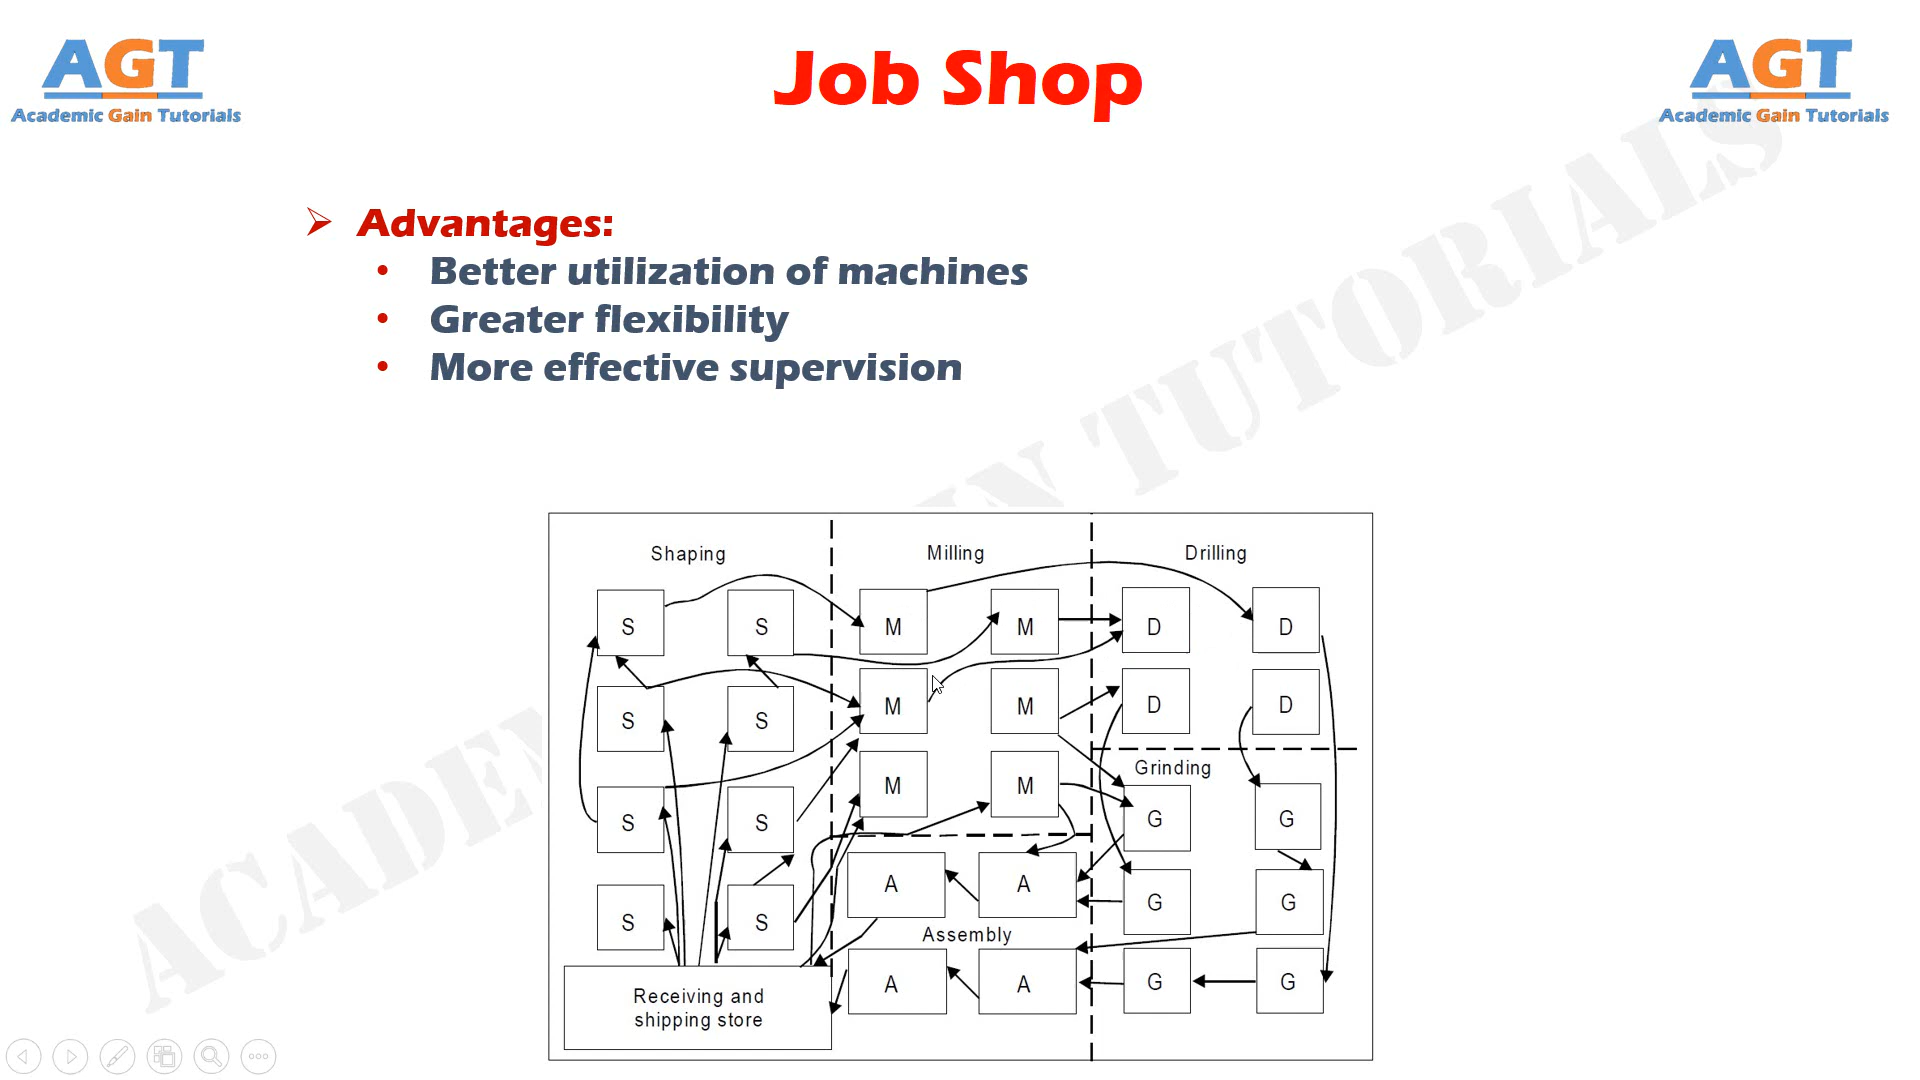 AGT
Academic Gain Tutorials
Job Shop
AGT
Academic Gain Tutorials
Advantages:
Better utilization of machines
Greater flexibility
More effective supervision
Shaping Milling Drilling
S S M M D D
S S M M D D
Grinding
S S M M G G
S S A A G G
Assembly
A A G G
Receiving and
shipping store